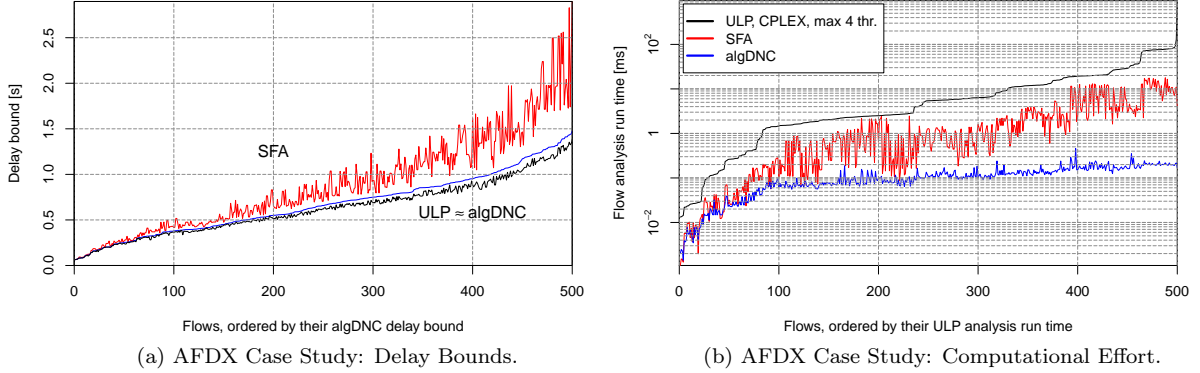 Delay bound [s]
2.5
2.0
1.5
1.0
0.5
0.0
SFA
ULP ≈ algDNC
0 100 200 300 400 500
Flows, ordered by their algDNC delay bound
(a) AFDX Case Study: Delay Bounds.
Flow analysis run time [ms]
10²
1
10⁻²
ULP, CPLEX, max 4 thr.
SFA
algDNC
0 100 200 300 400 500
Flows, ordered by their ULP analysis run time
(b) AFDX Case Study: Computational Effort.